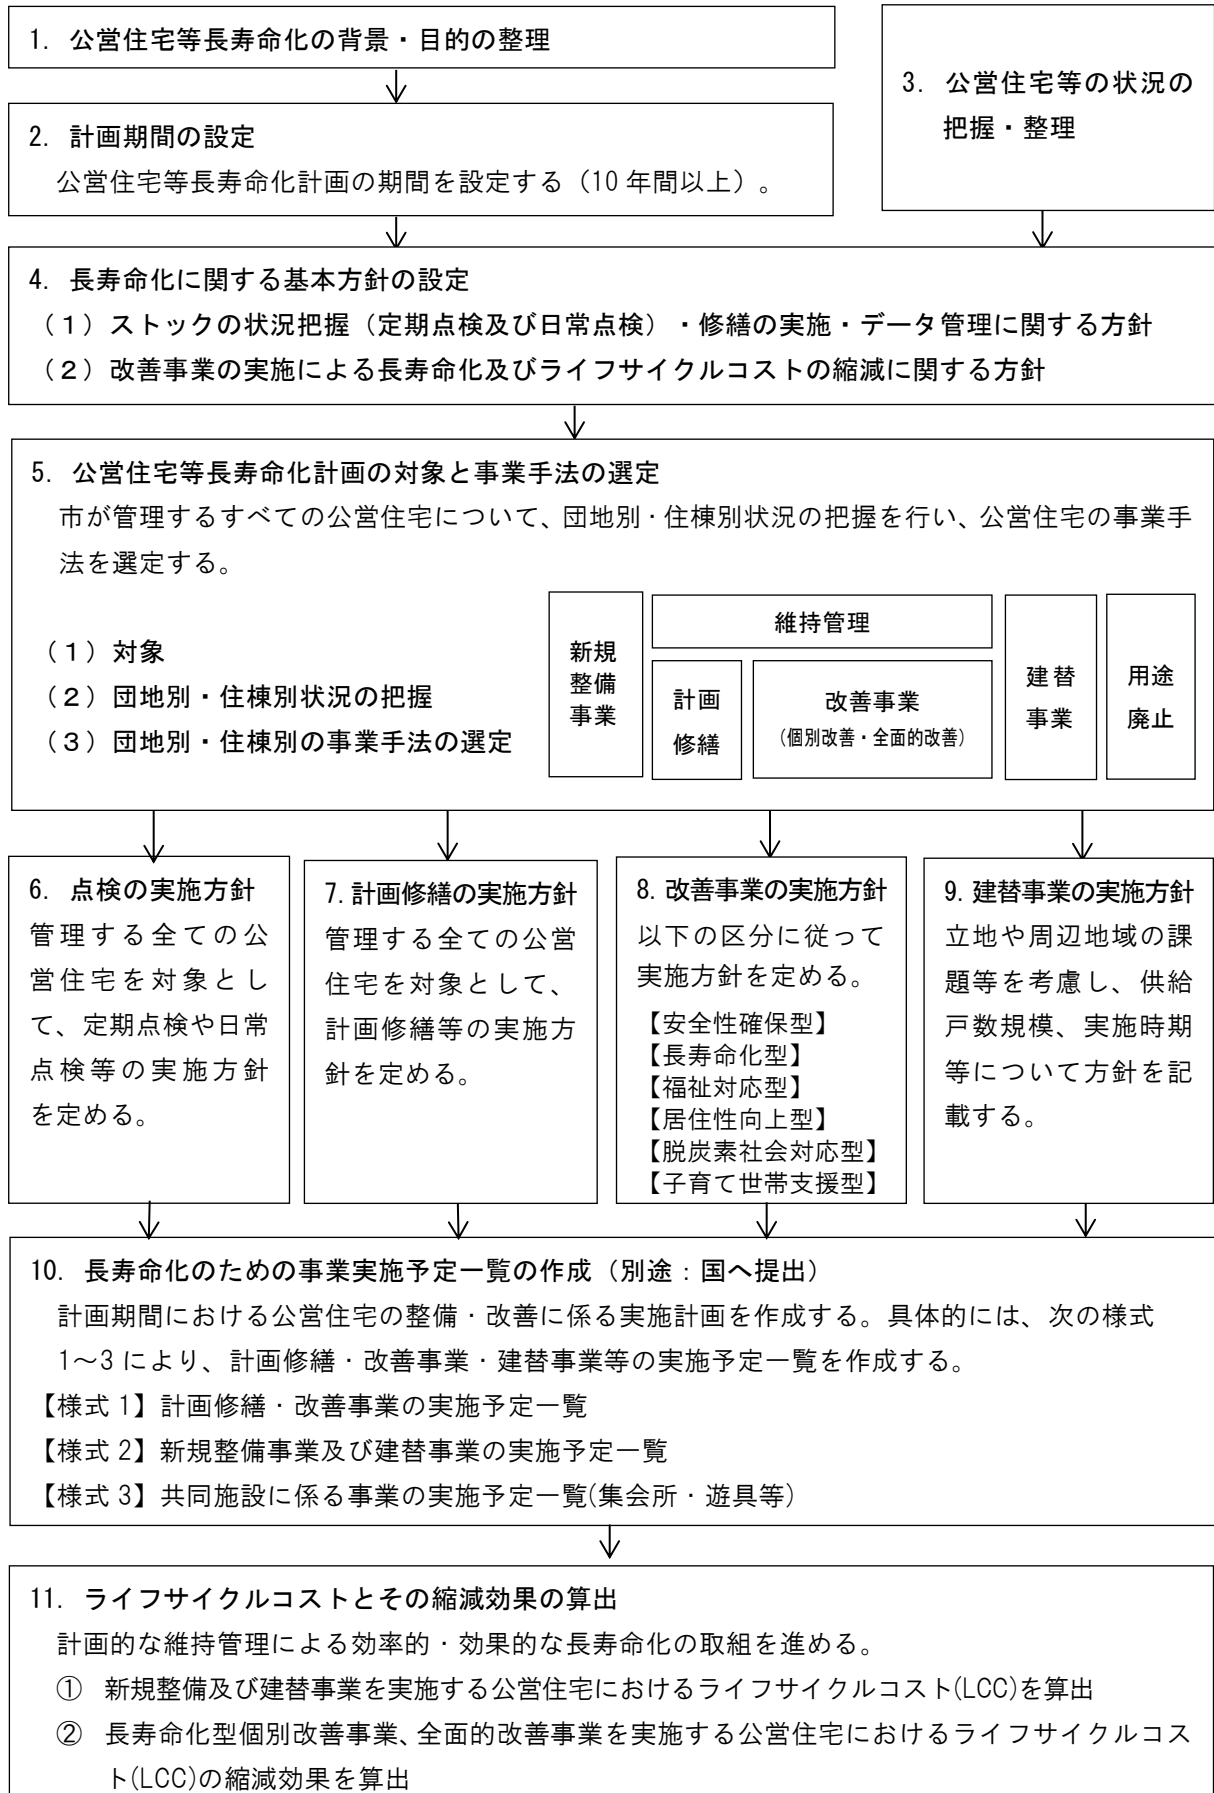 1. 公営住宅等長寿命化の背景・目的の整理
2. 計画期間の設定
公営住宅等長寿命化計画の期間を設定する（10 年間以上）。
3. 公営住宅等の状況の
把握・整理
4. 長寿命化に関する基本方針の設定
（１）ストックの状況把握（定期点検及び日常点検）・修繕の実施・データ管理に関する方針
（２）改善事業の実施による長寿命化及びライフサイクルコストの縮減に関する方針
5. 公営住宅等長寿命化計画の対象と事業手法の選定
市が管理するすべての公営住宅について、団地別・住棟別状況の把握を行い、公営住宅の事業手
法を選定する。
（１）対象
（２）団地別・住棟別状況の把握
（３）団地別・住棟別の事業手法の選定
新規
整備
事業
維持管理
計画
修繕
改善事業
（個別改善・全面的改善）
建替
事業
用途
廃止
6. 点検の実施方針
管理する全ての公
営住宅を対象とし
て、定期点検や日常
点検等の実施方針
を定める。
7. 計画修繕の実施方針
管理する全ての公営
住宅を対象として、
計画修繕等の実施方
針を定める。
8. 改善事業の実施方針
以下の区分に従って
実施方針を定める。
【安全性確保型】
【長寿命化型】
【福祉対応型】
【居住性向上型】
【脱炭素社会対応型】
【子育て世帯支援型】
9. 建替事業の実施方針
立地や周辺地域の課
題等を考慮し、供給
戸数規模、実施時期
等について方針を記
載する。
10. 長寿命化のための事業実施予定一覧の作成（別途：国へ提出）
計画期間における公営住宅の整備・改善に係る実施計画を作成する。具体的には、次の様式
1～3 により、計画修繕・改善事業・建替事業等の実施予定一覧を作成する。
【様式 1】計画修繕・改善事業の実施予定一覧
【様式 2】新規整備事業及び建替事業の実施予定一覧
【様式 3】共同施設に係る事業の実施予定一覧(集会所・遊具等)
11. ライフサイクルコストとその縮減効果の算出
計画的な維持管理による効率的・効果的な長寿命化の取組を進める。
① 新規整備及び建替事業を実施する公営住宅におけるライフサイクルコスト(LCC)を算出
② 長寿命化型個別改善事業、全面的改善事業を実施する公営住宅におけるライフサイクルコス
ト(LCC)の縮減効果を算出